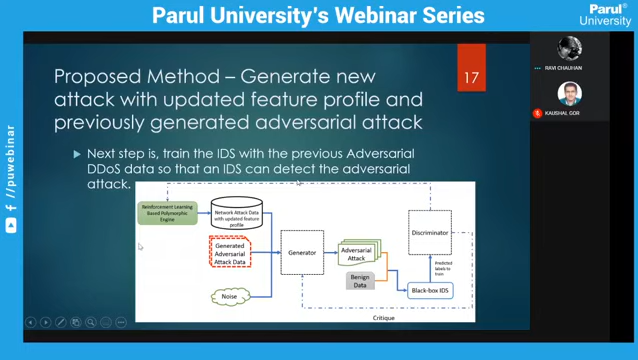 Parul University's Webinar Series
Parul®
University
/puwebinar
Proposed Method – Generate new
attack with updated feature profile and
previously generated adversarial attack
17
Next step is, train the IDS with the previous Adversarial
DDoS data so that an IDS can detect the adversarial
attack.
Reinforcement Learning
Based Polymorphic
Engine
Network Attack Data
with updated feature
profile
Generated
Adversarial
Attack Data
Noise
Generator
Adversarial
Attack
Benign
Data
Discriminator
Predicted
labels to
train
Black-box IDS
Critique
RAVI CHAUHAN
KAUSHAL GOR